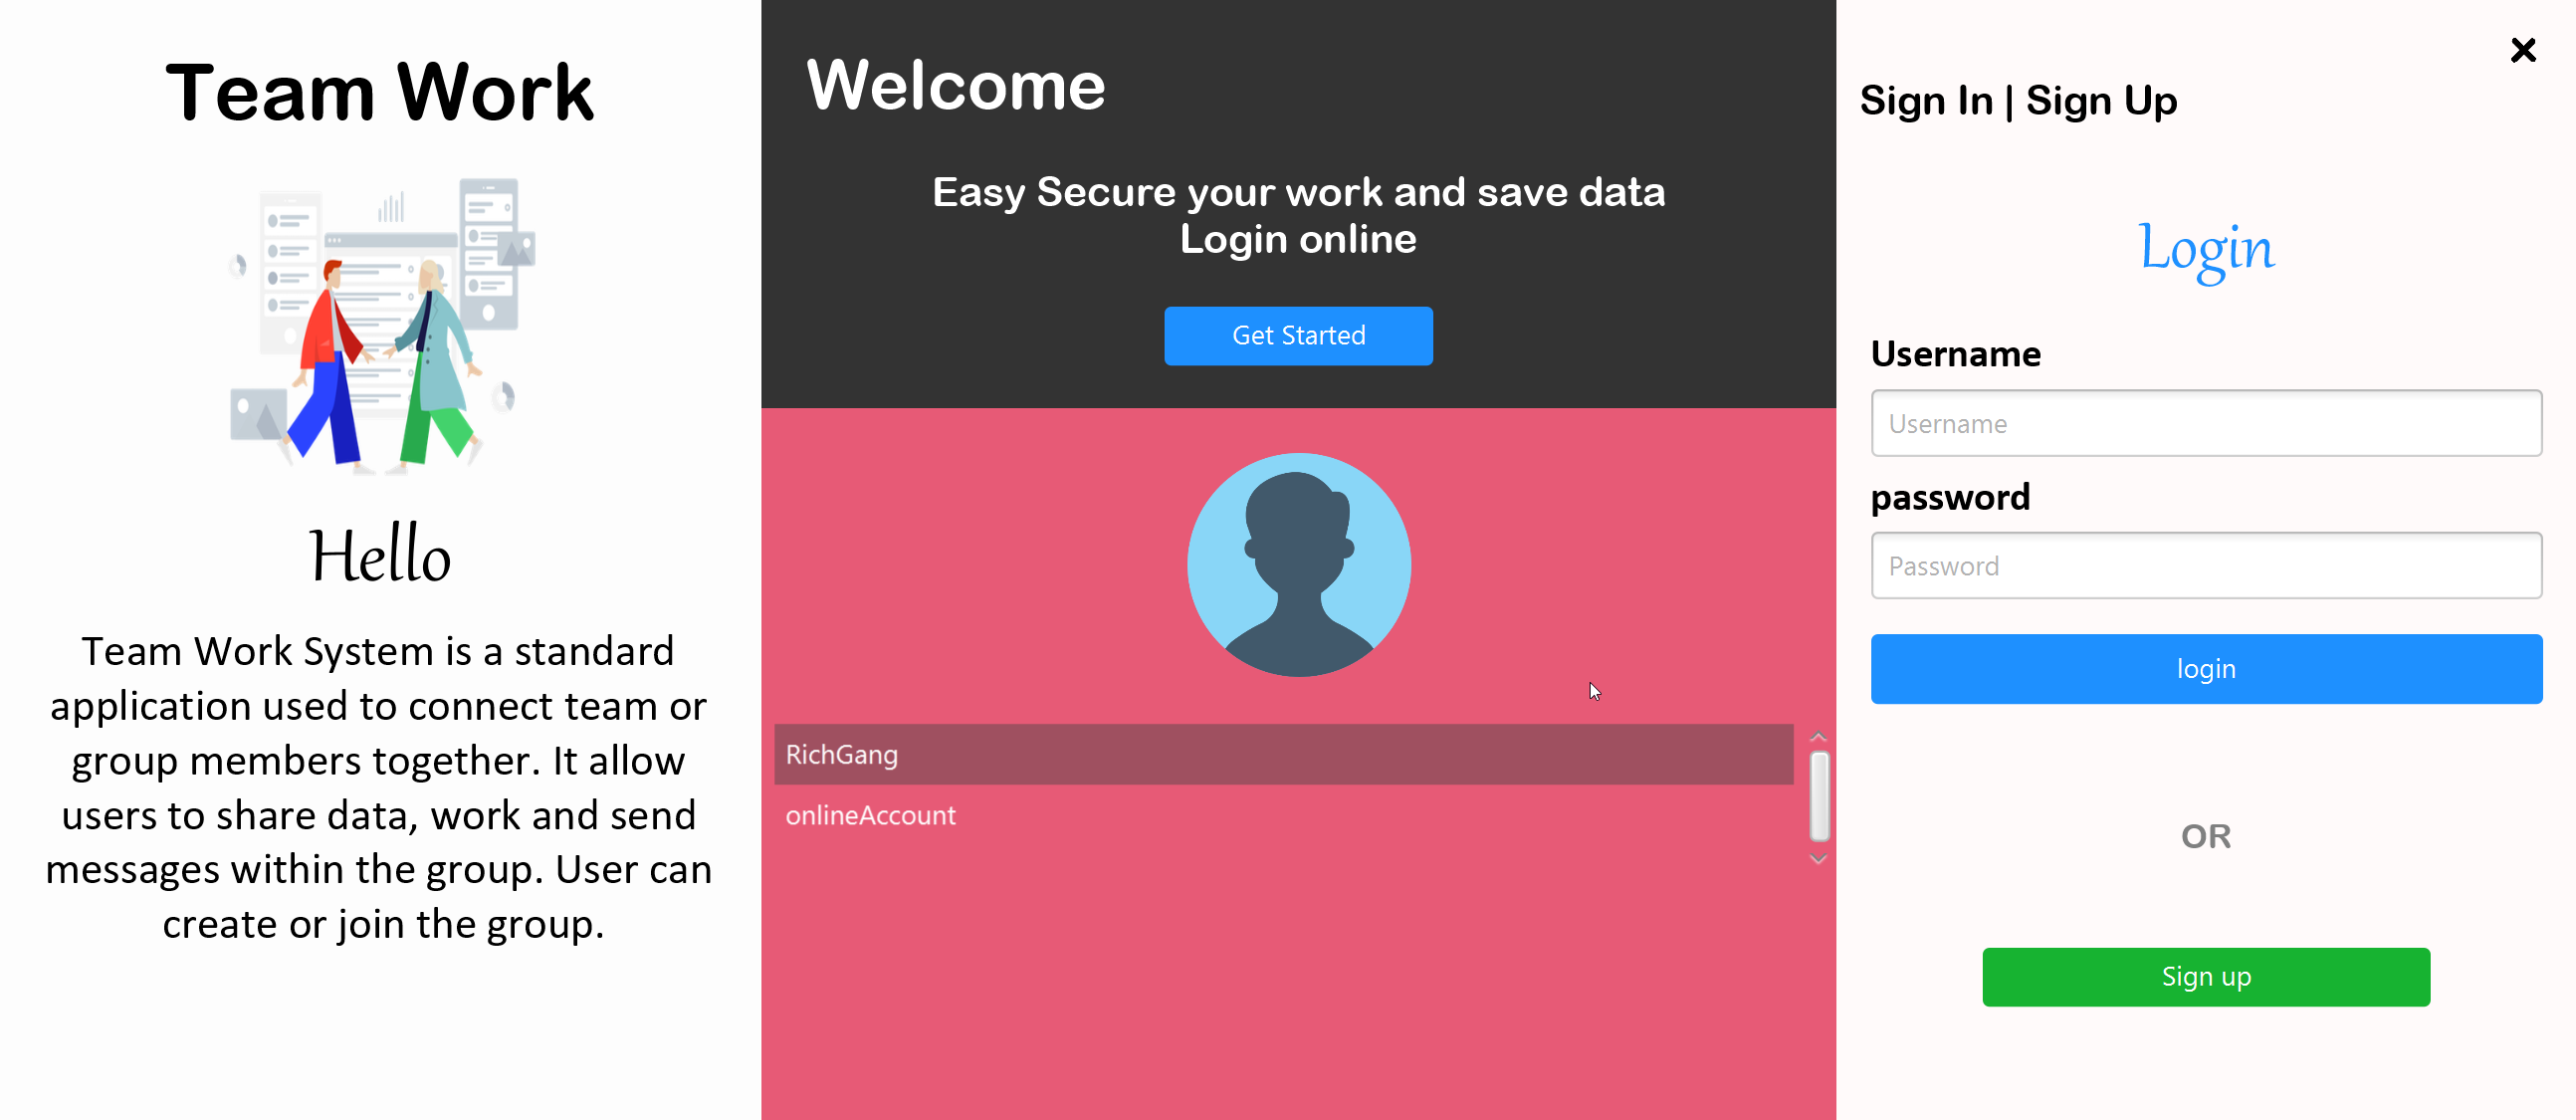 Team Work
Hello
Team Work System is a standard
application used to connect team or
group members together. It allow
users to share data, work and send
messages within the group. User can
create or join the group.
Welcome
Easy Secure your work and save data
Login online
Get Started
RichGang
onlineAccount
Sign In | Sign Up
Login
Username
Username
password
Password
login
OR
Sign up